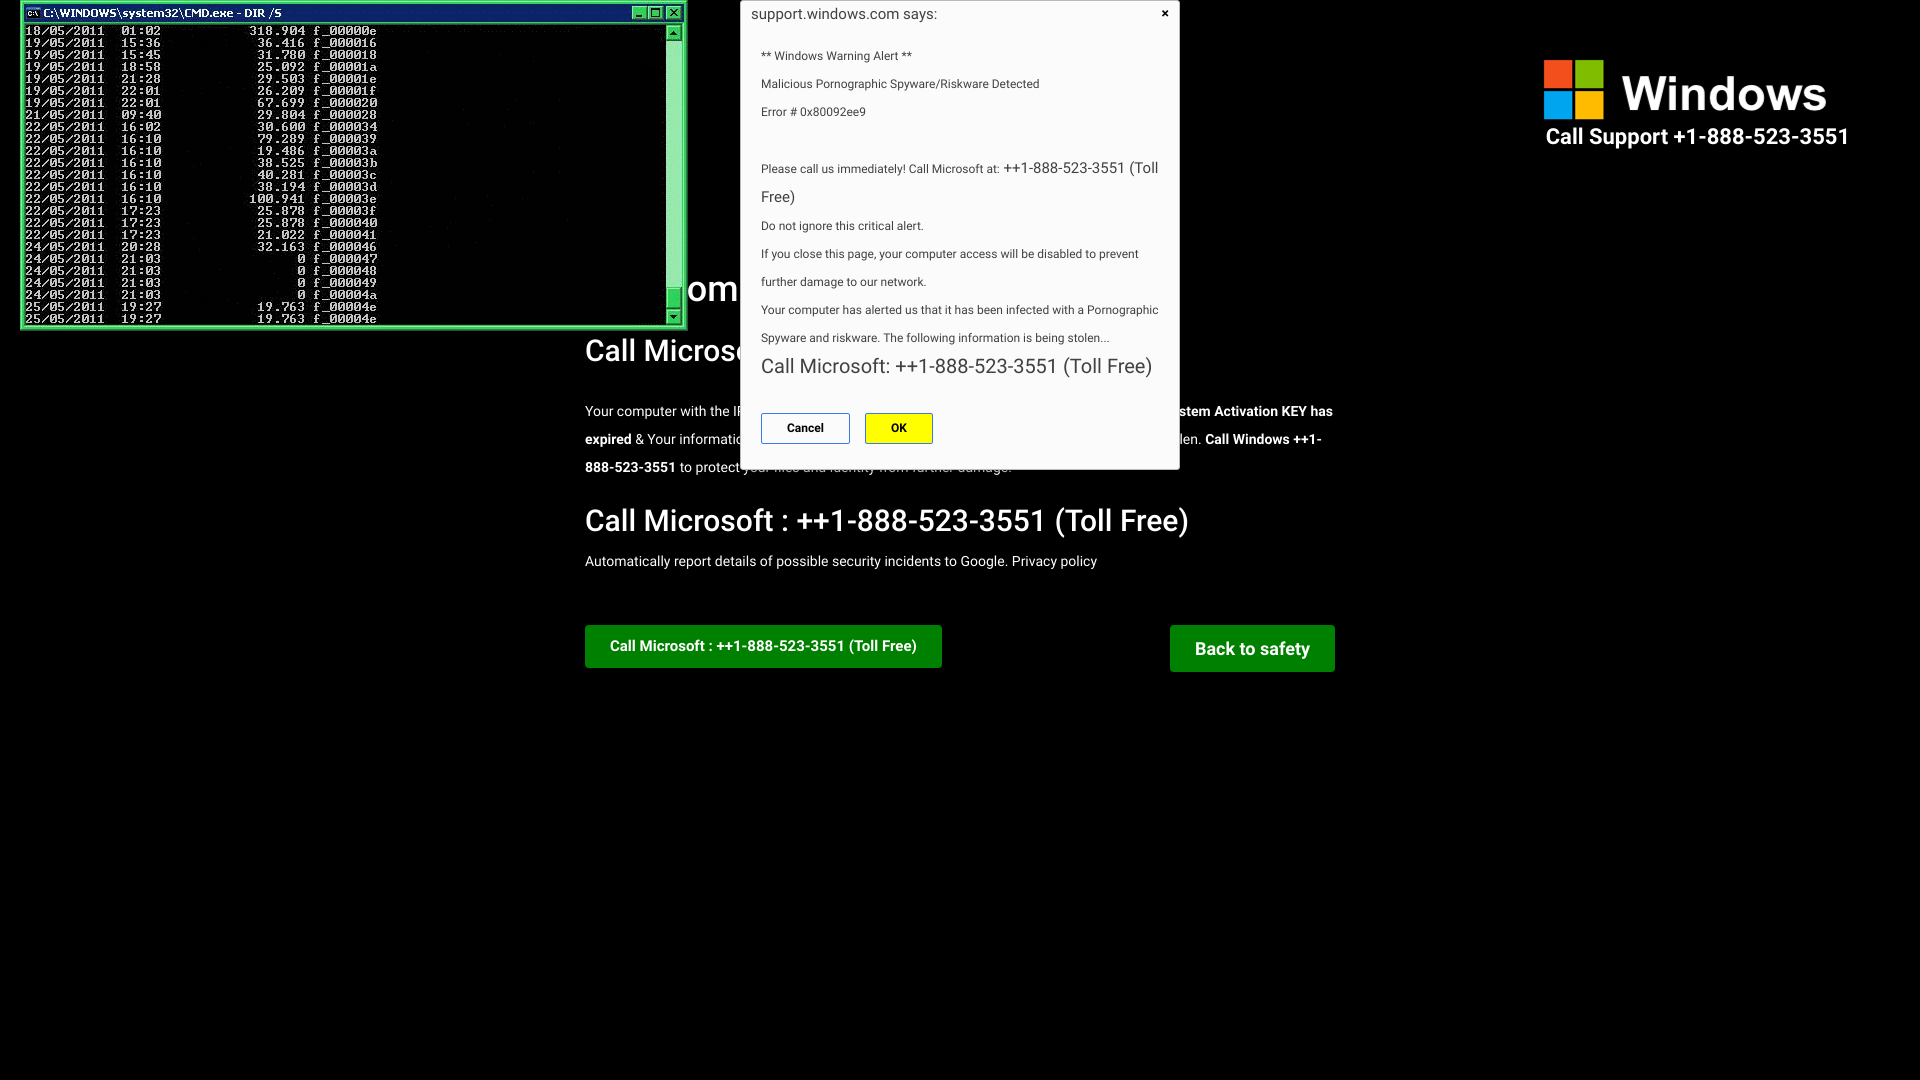 C:\WINDOWS\system32\CMD.exe - DIR /S
18/05/2011 01:02 318.904 f_00000e
19/05/2011 15:36 36.416 f_000016
19/05/2011 15:45 31.780 f_000018
19/05/2011 18:58 25.092 f_00001a
19/05/2011 21:28 29.503 f_00001e
19/05/2011 22:01 26.209 f_00001f
19/05/2011 22:01 67.699 f_000020
21/05/2011 09:40 29.804 f_000028
22/05/2011 16:02 30.600 f_000034
22/05/2011 16:10 79.289 f_000039
22/05/2011 16:10 19.486 f_00003a
22/05/2011 16:10 38.525 f_00003b
22/05/2011 16:10 40.281 f_00003c
22/05/2011 16:10 38.194 f_00003d
22/05/2011 16:10 100.941 f_00003e
22/05/2011 17:23 25.878 f_00003f
22/05/2011 17:23 25.878 f_000040
22/05/2011 17:23 21.022 f_000041
24/05/2011 20:28 32.163 f_000046
24/05/2011 21:03 0 f_000047
24/05/2011 21:03 0 f_000048
24/05/2011 21:03 0 f_000049
24/05/2011 21:03 0 f_00004a
25/05/2011 19:27 19.763 f_00004e
25/05/2011 19:27 19.763 f_00004e
support.windows.com says:
** Windows Warning Alert **
Malicious Pornographic Spyware/Riskware Detected
Error # 0x80092ee9
Please call us immediately! Call Microsoft at: ++1-888-523-3551 (Toll
Free)
Do not ignore this critical alert.
If you close this page, your computer access will be disabled to prevent
further damage to our network.
Your computer has alerted us that it has been infected with a Pornographic
Spyware and riskware. The following information is being stolen...
Call Microsoft: ++1-888-523-3551 (Toll Free)
Cancel
OK
Windows
Call Support +1-888-523-3551
om
Call Micros
Your computer with the I stem Activation KEY has
expired & Your informati len. Call Windows ++1-
888-523-3551 to protect your files and identity from further damage.
Call Microsoft : ++1-888-523-3551 (Toll Free)
Automatically report details of possible security incidents to Google. Privacy policy
Call Microsoft : ++1-888-523-3551 (Toll Free)
Back to safety